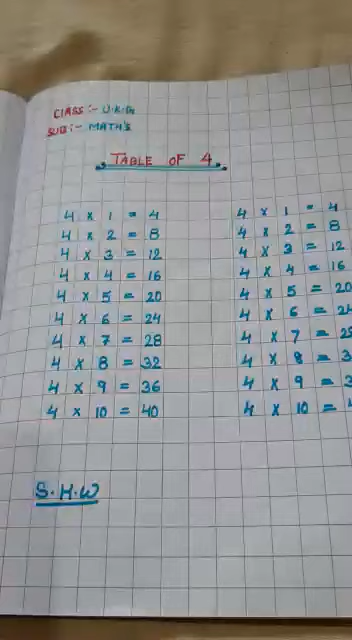 CLASS :- U.K.G
SUB :- MATH'S
TABLE OF 4
4 x 1 = 4
4 x 2 = 8
4 x 3 = 12
4 x 4 = 16
4 x 5 = 20
4 x 6 = 24
4 x 7 = 28
4 x 8 = 32
4 x 9 = 36
4 x 10 = 40
4 x 1 = 4
4 x 2 = 8
4 x 3 = 12
4 x 4 = 16
4 x 5 = 20
4 x 6 =
4 x 7 =
4 x 8 =
4 x 9 =
4 x 10 =
S.H.W